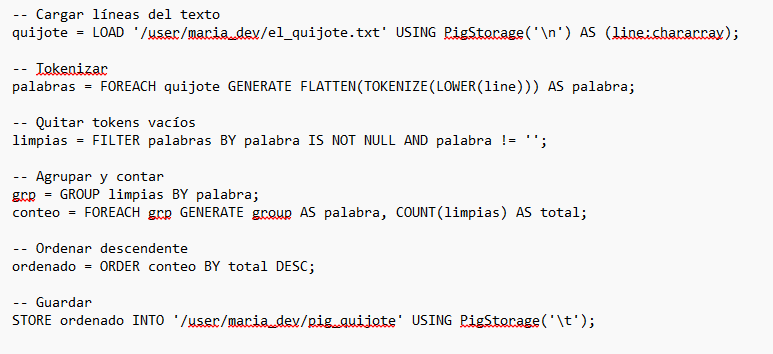 -- Cargar líneas del texto
quijote = LOAD '/user/maria_dev/el_quijote.txt' USING PigStorage('\n') AS (line:chararray);
-- Tokenizar
palabras = FOREACH quijote GENERATE FLATTEN(TOKENIZE(LOWER(line))) AS palabra;
-- Quitar tokens vacíos
limpias = FILTER palabras BY palabra IS NOT NULL AND palabra != '';
-- Agrupar y contar
grp = GROUP limpias BY palabra;
conteo = FOREACH grp GENERATE group AS palabra, COUNT(limpias) AS total;
-- Ordenar descendente
ordenado = ORDER conteo BY total DESC;
-- Guardar
STORE ordenado INTO '/user/maria_dev/pig_quijote' USING PigStorage('\t');